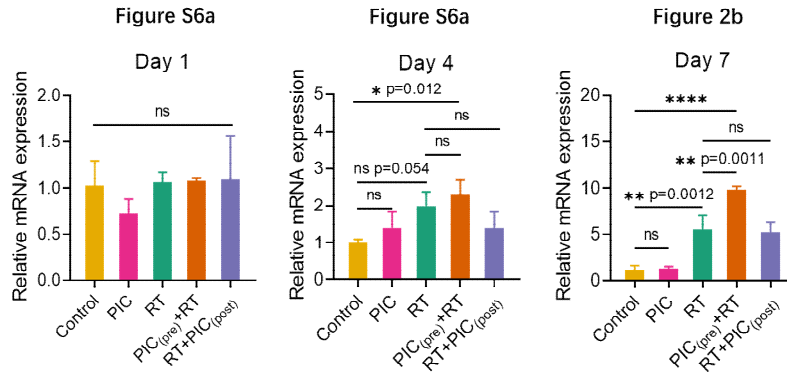 Figure S6a
Day 1
Relative mRNA expression
2.0
1.5
1.0
0.5
0.0
ns
Control
PIC
RT
PIC(pre)+RT
RT+PIC(post)
Figure S6a
Day 4
Relative mRNA expression
5
4
3
2
1
0
* p=0.012
ns
ns p=0.054
ns
ns
Control
PIC
RT
PIC(pre)+RT
RT+PIC(post)
Figure 2b
Day 7
Relative mRNA expression
20
15
10
5
0
****
ns
** p=0.0011
** p=0.0012
ns
Control
PIC
RT
PIC(pre)+RT
RT+PIC(post)